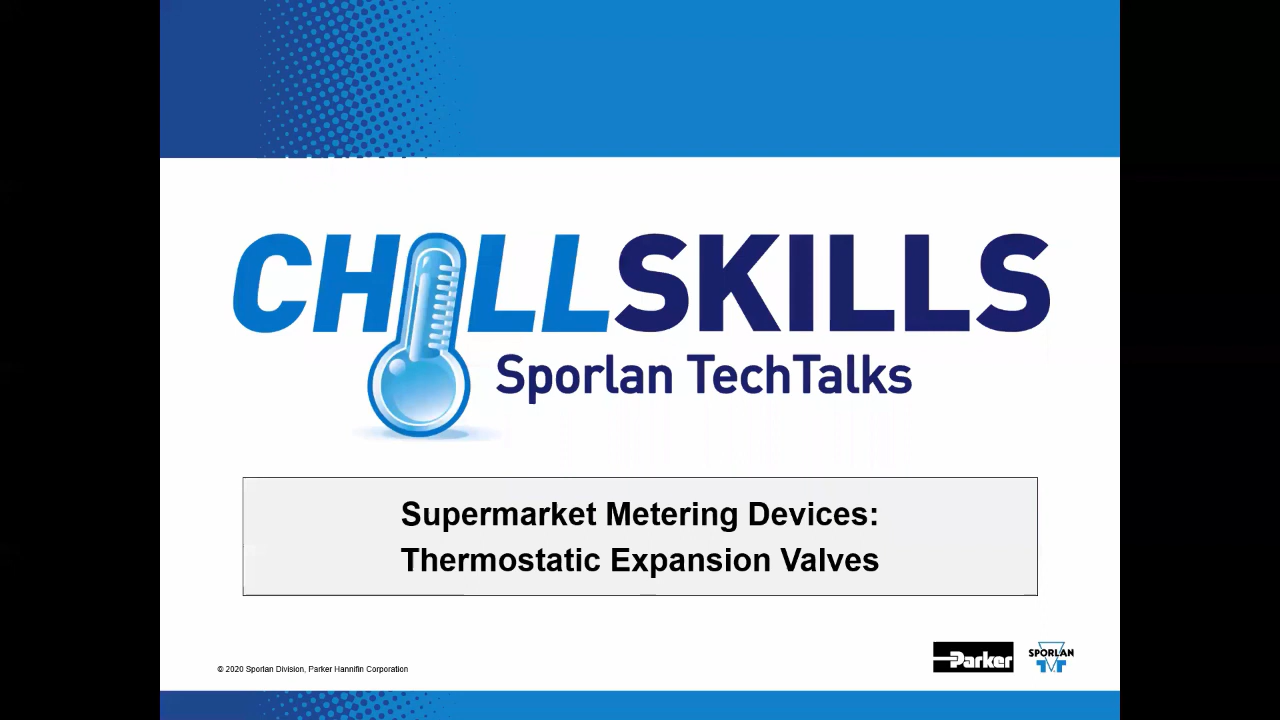 CHILLSKILLS
Sporlan TechTalks
Supermarket Metering Devices:
Thermostatic Expansion Valves
© 2020 Sporlan Division, Parker Hannifin Corporation
Parker
SPORLAN